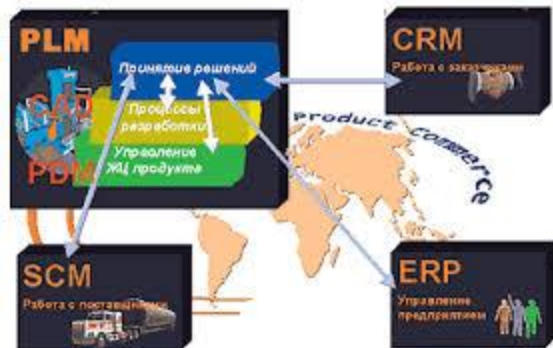 PLM
Принятие решений
CAD
Процессы
разработки
Управление
ЖЦ продукта
PDM
CRM
Работа с заказчиками
Product commerce
SCM
Работа с поставщиками
ERP
Управление
предприятием